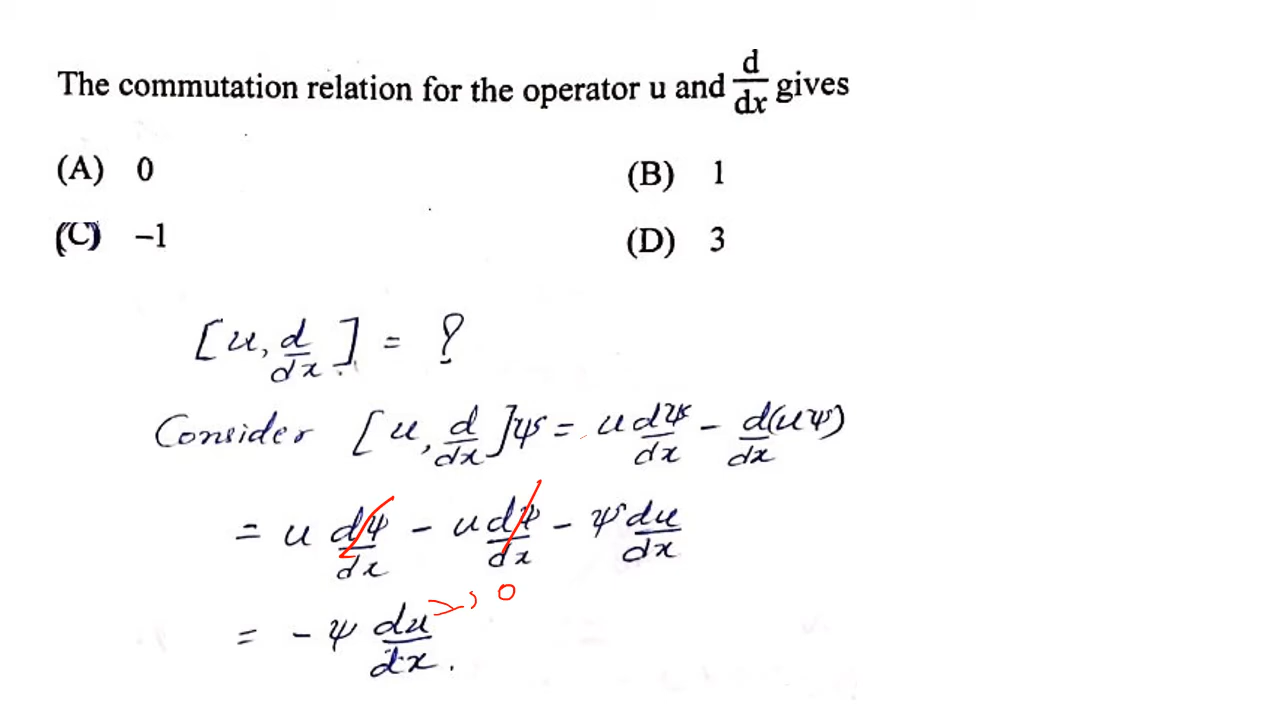 The commutation relation for the operator u and d/dx gives
(A) 0
(B) 1
(C) –1
(D) 3
[u, d/dx] = ?
Consider [u, d/dx]ψ = u dψ/dx – d(uψ)/dx
= u dψ/dx – u dψ/dx – ψ du/dx
= – ψ du/dx. → 0